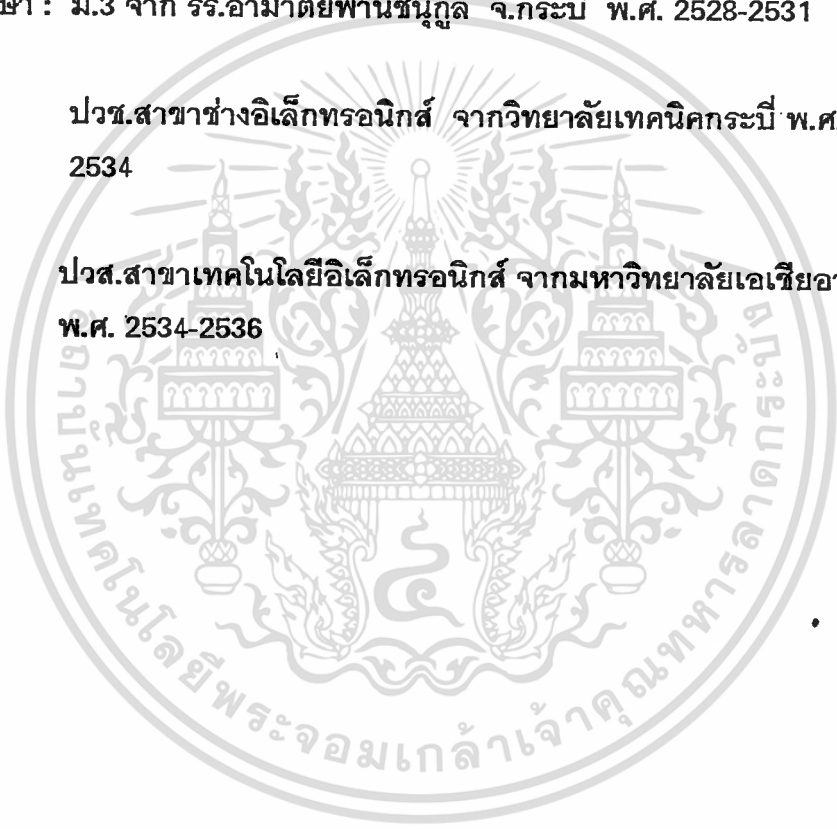 ษา : ม.3 จาก รร.อำมาตย์พานิชนุกูล จ.กระบี่ พ.ศ. 2528-2531
ปวช.สาขาช่างอิเล็กทรอนิกส์ จากวิทยาลัยเทคนิคกระบี่ พ.ศ
2534
ปวส.สาขาเทคโนโลยีอิเล็กทรอนิกส์ จากมหาวิทยาลัยเอเชียอา
พ.ศ. 2534-2536
สถาบันเทคโนโลยีพระจอมเกล้าเจ้าคุณทหารลาดกระบัง